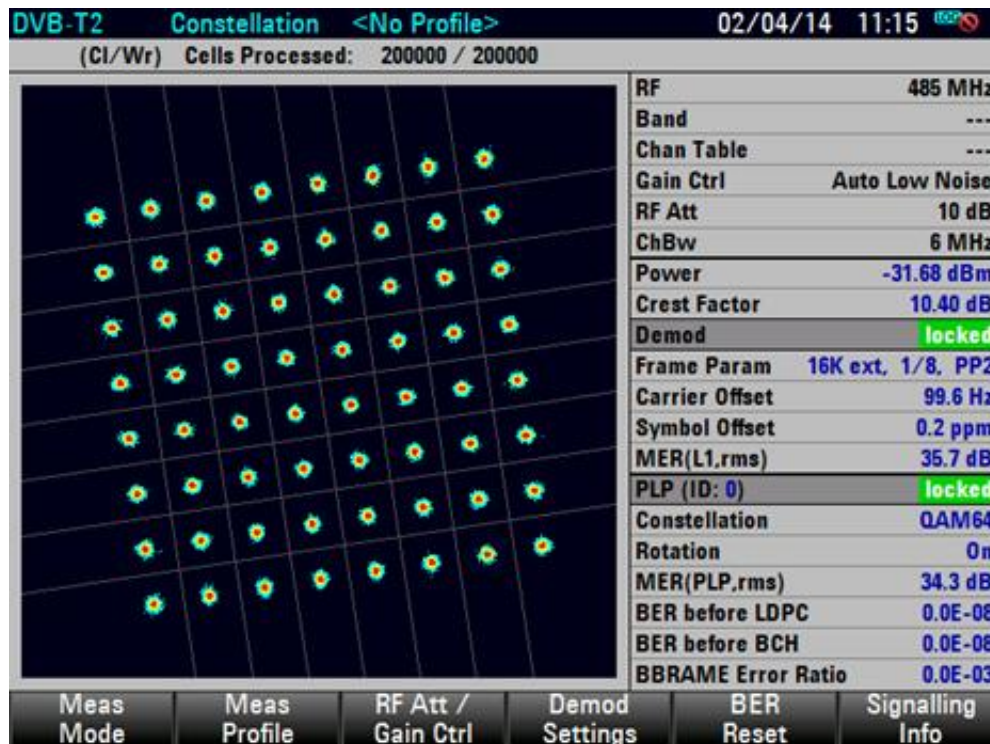 DVB-T2 Constellation <No Profile> 02/04/14 11:15 LOG
(Cl/Wr) Cells Processed: 200000 / 200000
RF 485 MHz
Band ---
Chan Table ---
Gain Ctrl Auto Low Noise
RF Att 10 dB
ChBw 6 MHz
Power -31.68 dBm
Crest Factor 10.40 dB
Demod locked
Frame Param 16K ext, 1/8, PP2
Carrier Offset 99.6 Hz
Symbol Offset 0.2 ppm
MER(L1,rms) 35.7 dB
PLP (ID: 0) locked
Constellation QAM64
Rotation On
MER(PLP,rms) 34.3 dB
BER before LDPC 0.0E-08
BER before BCH 0.0E-08
BBRAME Error Ratio 0.0E-03
Meas Mode Meas Profile RF Att / Gain Ctrl Demod Settings BER Reset Signalling Info